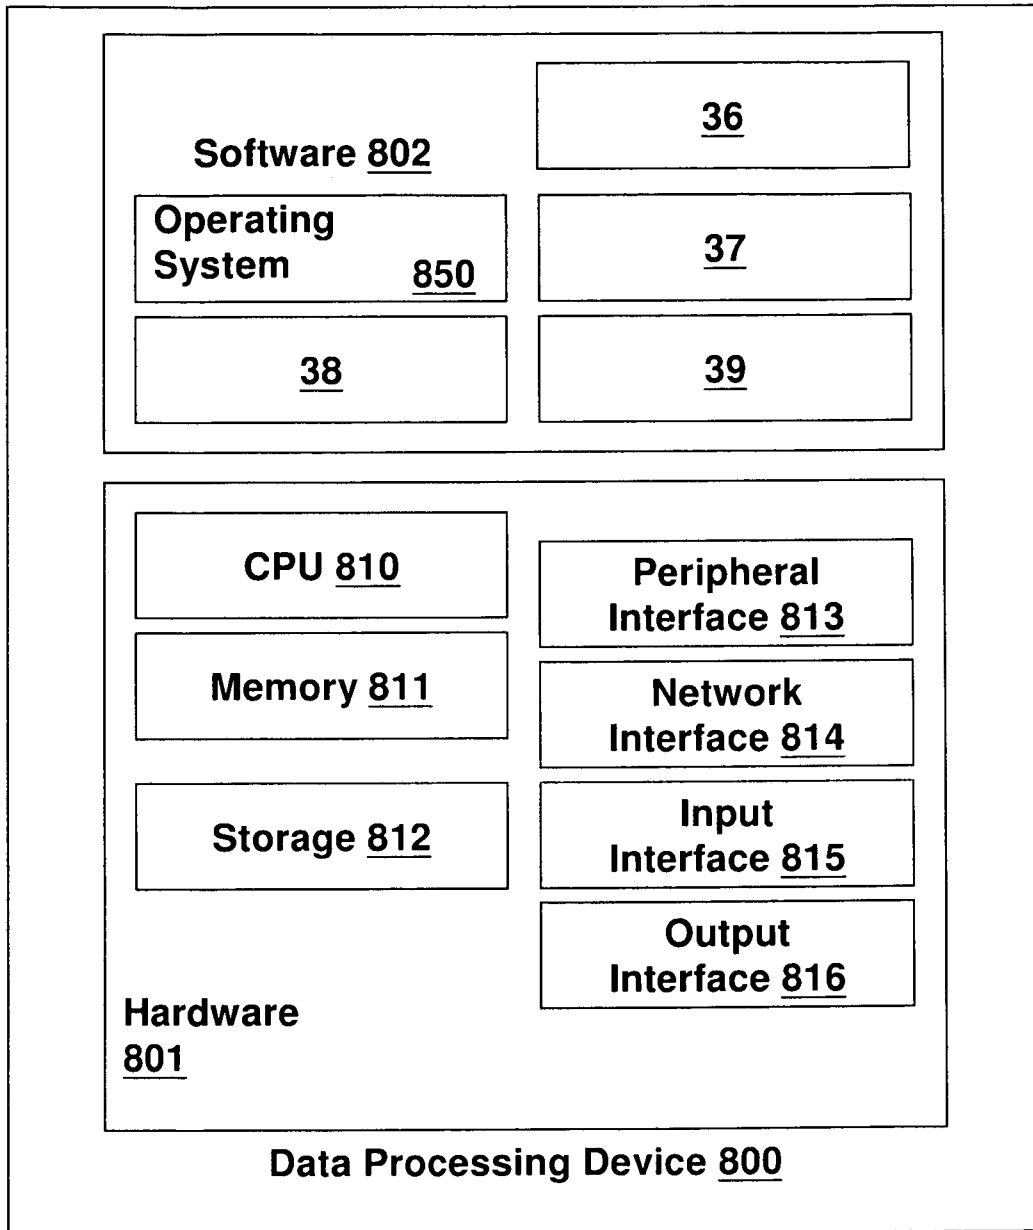 36
Software 802
Operating
System 850
37
38
39
CPU 810
Peripheral
Interface 813
Memory 811
Network
Interface 814
Storage 812
Input
Interface 815
Output
Interface 816
Hardware
801
Data Processing Device 800